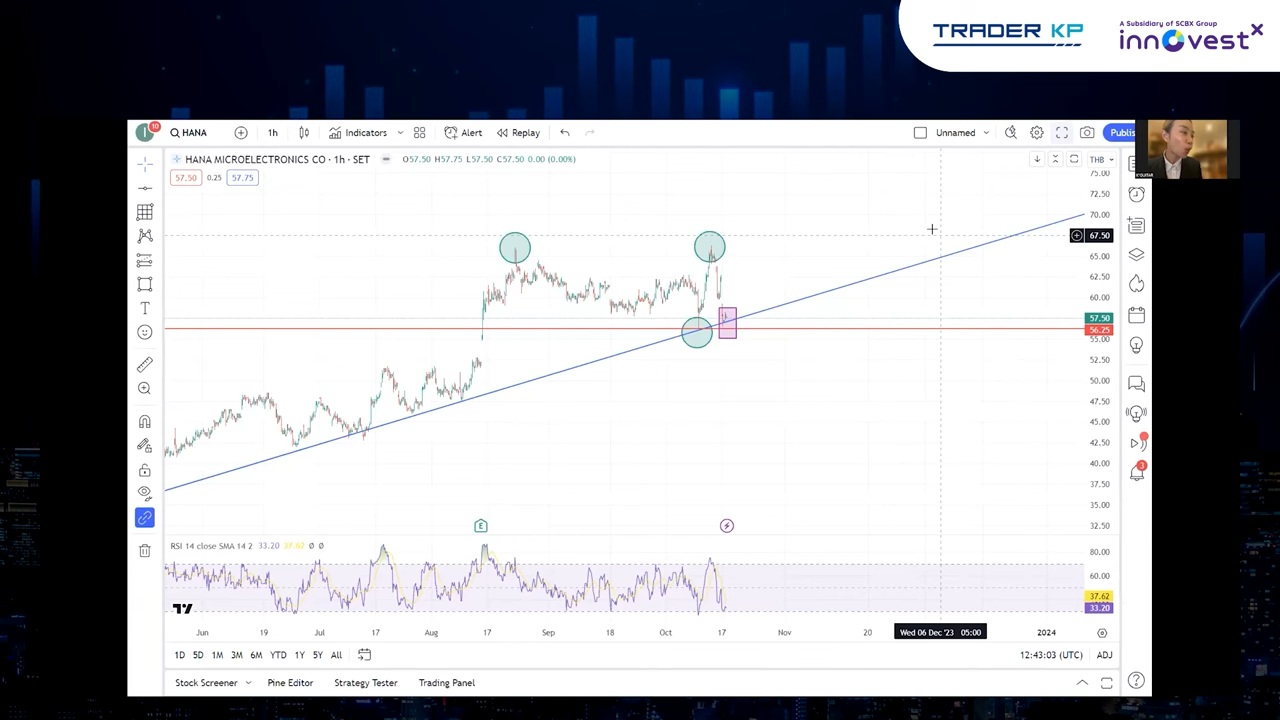 TRADER KP
A Subsidiary of SCBX Group
innovest x
I 10 HANA 1h Indicators Alert Replay Unnamed Publis
HANA MICROELECTRONICS CO · 1h · SET O57.50 H57.75 L57.50 C57.50 0.00 (0.00%) THB
57.50 0.25 57.75
75.00
72.50
70.00
67.50
65.00
62.50
60.00
57.50
56.25
55.00
52.50
50.00
47.50
45.00
42.50
40.00
37.50
35.00
32.50
E
RSI 14 close SMA 14 2 33.20 37.62 Ø Ø
80.00
60.00
37.62
33.20
3
Jun 19 Jul 17 Aug 17 Sep 18 Oct 17 Nov 20 Wed 06 Dec '23 05:00 2024
1D 5D 1M 3M 6M YTD 1Y 5Y All 12:43:03 (UTC) ADJ
Stock Screener Pine Editor Strategy Tester Trading Panel